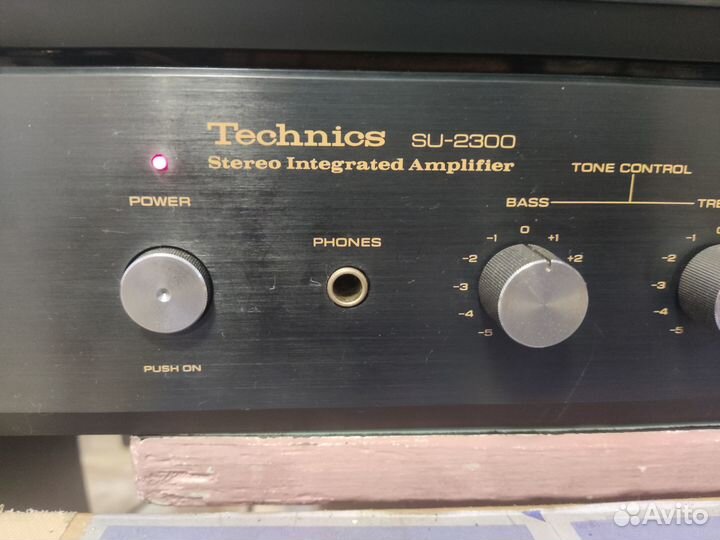 Technics SU-2300
Stereo Integrated Amplifier
TONE CONTROL
POWER
BASS
PHONES
0
-1 +1
-2 +2
-3
-4
-5
-1
-2
-3
-4
-5
PUSH ON
Avito